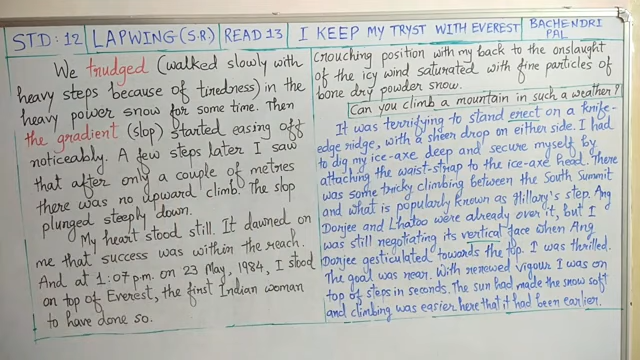 STD: 12
LAPWING (S.R)
READ 13
I KEEP MY TRYST WITH EVEREST
BACHENDRI
PAL
We trudged (walked slowly with
heavy steps because of tiredness) in the
heavy power snow for some time. Then
the gradient (slop) started easing off
noticeably. A few steps later I saw
that after only a couple of metres
there was no upward climb. The slop
plunged steeply down.
My heart stood still. It dawned on
me that success was within the reach.
And at 1:07 p.m. on 23 May, 1984, I stood
on top of Everest, the first Indian woman
to have done so.
Crouching position with my back to the onslaught
of the icy wind saturated with fine particles of
bone dry powder snow.
Can you climb a mountain in such a weather?
It was terrifying to stand erect on a knife-
edge ridge, with a sheer drop on either side. I had
to dig my ice-axe deep and secure myself by
attaching the waist-strap to the ice-axe head. There
was some tricky climbing between the South Summit
and what is popularly known as Hillary's step. Ang
Dorjee and Lhatoo were already over it, but I
was still negotiating its vertical face when Ang
Dorjee gesticulated towards the top. I was thrilled.
The goal was near. With renewed vigour I was on
top of steps in seconds. The sun had made the snow soft
and climbing was easier here that it had been earlier.